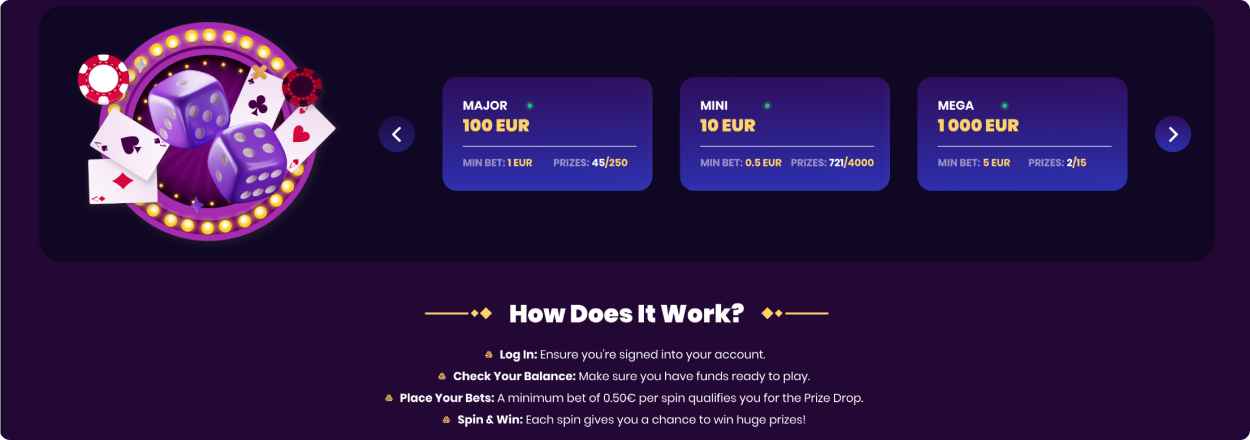 MAJOR
100 EUR
MIN BET: 1 EUR PRIZES: 45/250
MINI
10 EUR
MIN BET: 0.5 EUR PRIZES: 721/4000
MEGA
1 000 EUR
MIN BET: 5 EUR PRIZES: 2/15
How Does It Work?
Log In: Ensure you're signed into your account.
Check Your Balance: Make sure you have funds ready to play.
Place Your Bets: A minimum bet of 0.50€ per spin qualifies you for the Prize Drop.
Spin & Win: Each spin gives you a chance to win huge prizes!